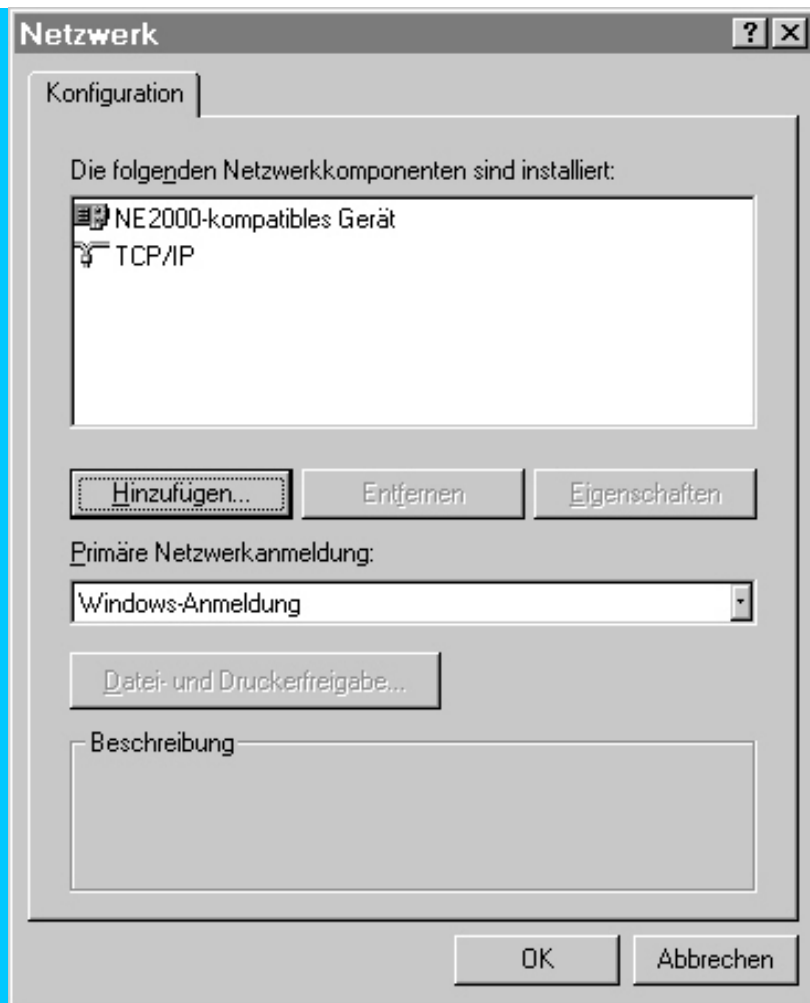 Netzwerk
Konfiguration
Die folgenden Netzwerkkomponenten sind installiert:
NE2000-kompatibles Gerät
TCP/IP
Hinzufügen... Entfernen Eigenschaften
Primäre Netzwerkanmeldung:
Windows-Anmeldung
Datei- und Druckerfreigabe...
Beschreibung
OK Abbrechen